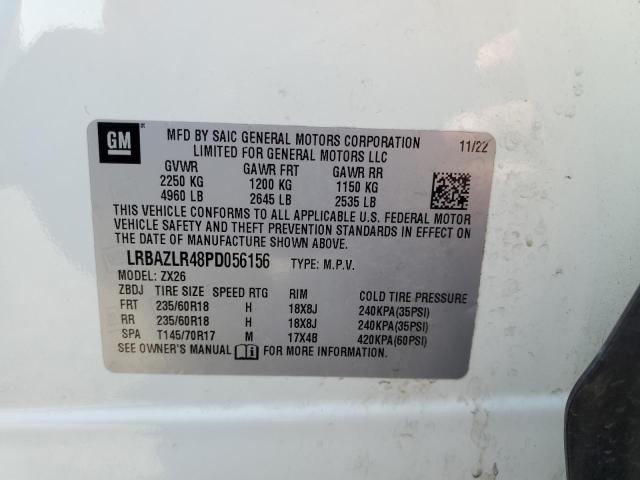 GM
MFD BY SAIC GENERAL MOTORS CORPORATION 11/22
LIMITED FOR GENERAL MOTORS LLC
GVWR GAWR FRT GAWR RR
2250 KG 1200 KG 1150 KG
4960 LB 2645 LB 2535 LB
THIS VEHICLE CONFORMS TO ALL APPLICABLE U.S. FEDERAL MOTOR
VEHICLE SAFETY AND THEFT PREVENTION STANDARDS IN EFFECT ON
THE DATE OF MANUFACTURE SHOWN ABOVE.
LRBAZLR48PD056156 TYPE: M.P.V.
MODEL: ZX26
ZBDJ TIRE SIZE SPEED RTG RIM COLD TIRE PRESSURE
FRT 235/60R18 H 18X8J 240KPA(35PSI)
RR 235/60R18 H 18X8J 240KPA(35PSI)
SPA T145/70R17 M 17X4B 420KPA(60PSI)
SEE OWNER'S MANUAL FOR MORE INFORMATION